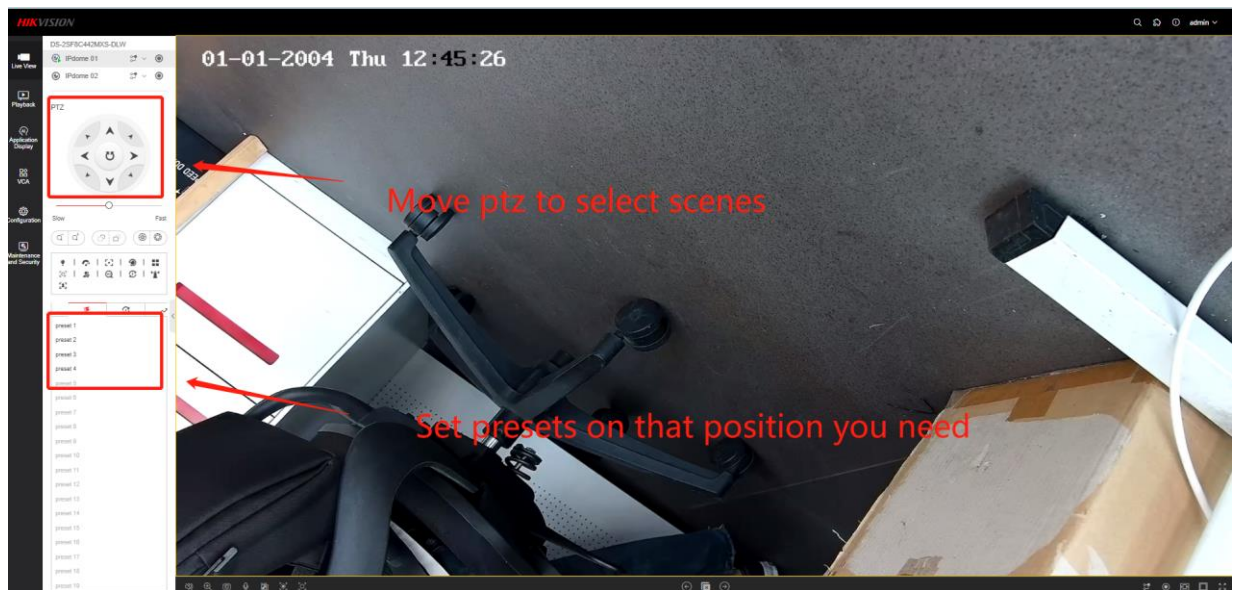 HIKVISION
admin
DS-2SF8C442MXS-DLW
IPdome 01
IPdome 02
Live View
Playback
Application
Display
VCA
Configuration
Maintenance
and Security
PTZ
Slow
Fast
preset 1
preset 2
preset 3
preset 4
preset 5
preset 6
preset 7
preset 8
preset 9
preset 10
preset 11
preset 12
preset 13
preset 14
preset 15
preset 16
preset 17
preset 18
preset 19
01-01-2004 Thu 12:45:26
Move ptz to select scenes
Set presets on that position you need